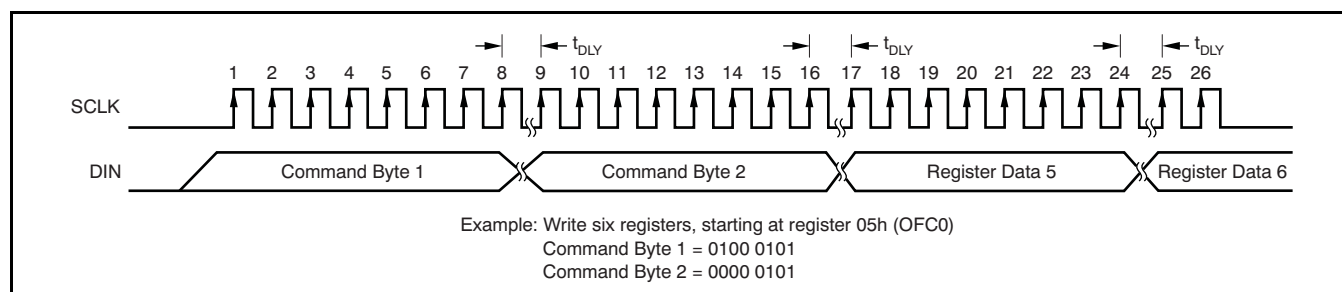 tDLY tDLY tDLY
1 2 3 4 5 6 7 8 9 10 11 12 13 14 15 16 17 18 19 20 21 22 23 24 25 26
SCLK
DIN Command Byte 1 Command Byte 2 Register Data 5 Register Data 6
Example: Write six registers, starting at register 05h (OFC0)
Command Byte 1 = 0100 0101
Command Byte 2 = 0000 0101